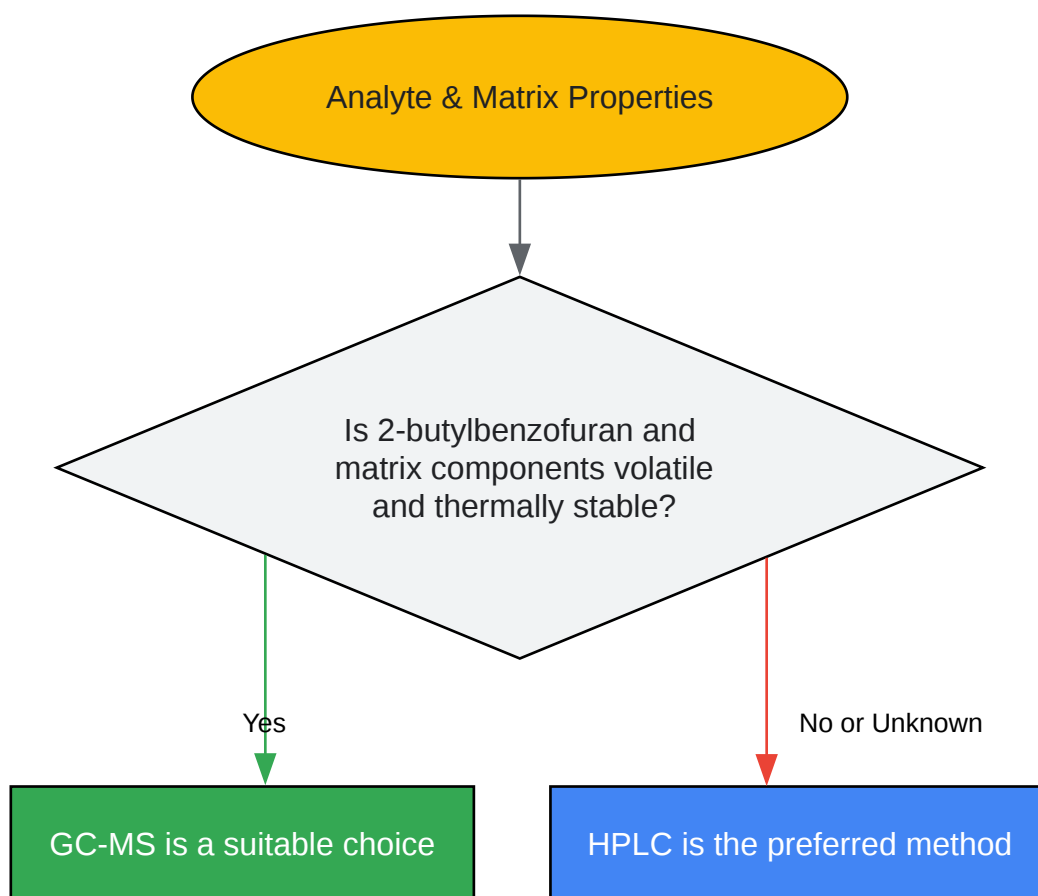 Analyte & Matrix Properties
Is 2-butylbenzofuran and
matrix components volatile
and thermally stable?
Yes
No or Unknown
GC-MS is a suitable choice
HPLC is the preferred method